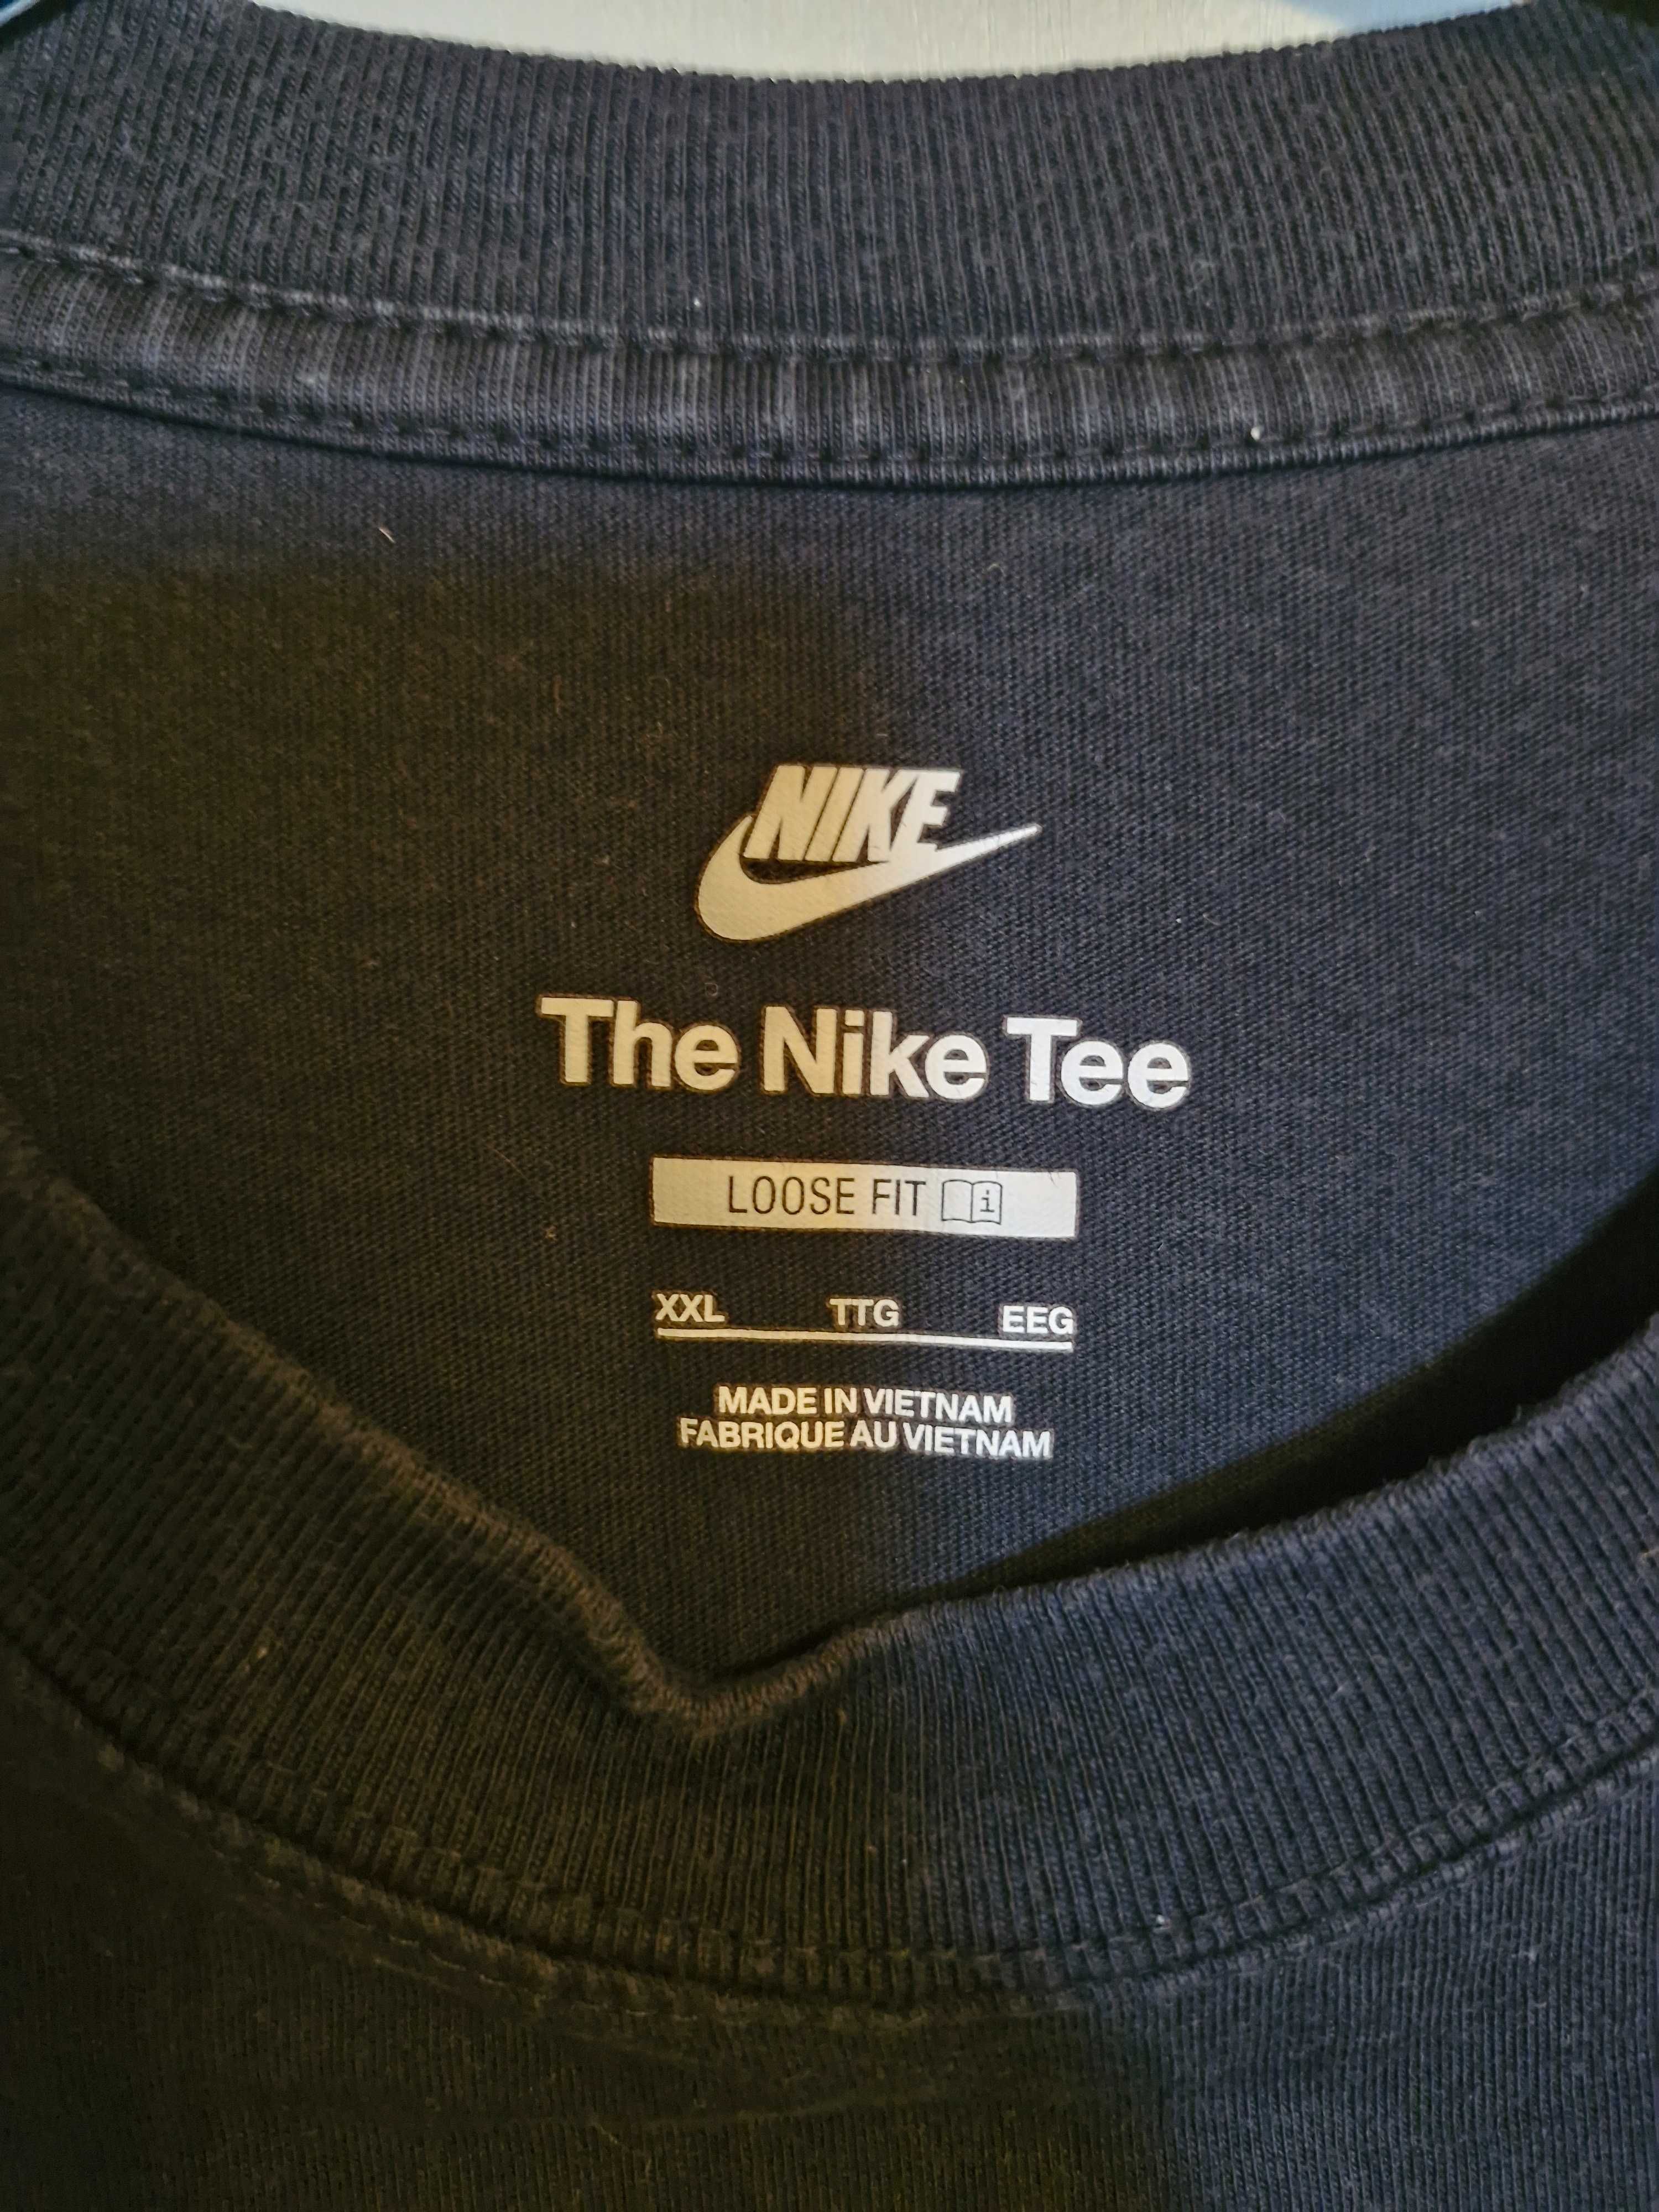 NIKE
The Nike Tee
LOOSE FIT i
XXL TTG EEG
MADE IN VIETNAM
FABRIQUE AU VIETNAM